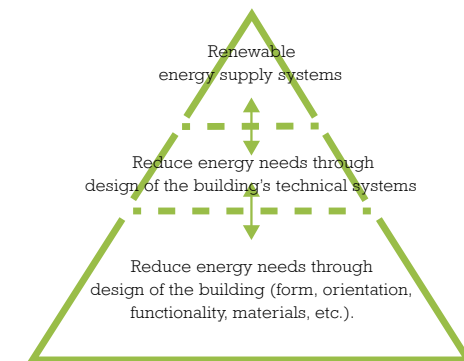 Renewable
energy supply systems
Reduce energy needs through
design of the building's technical systems
Reduce energy needs through
design of the building (form, orientation,
functionality, materials, etc.).